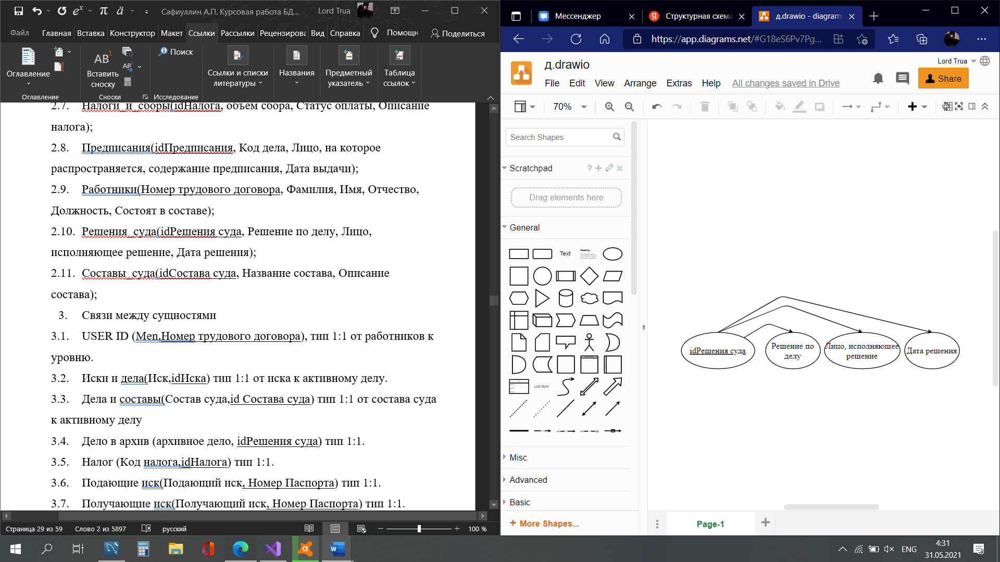 Сафиуллин А.П. Курсовая работа БД...
Lord Trua
Файл
Главная
Вставка
Конструктор
Макет
Ссылки
Рассылки
Рецензирова
Вид
Справка
Помощн
Поделиться
Оглавление
Оглавление
AB1
Вставить
сноску
AB
Сноски
Поиск
Исследование
Ссылки и списки
литературы
Названия
Предметный
указатель
Таблица
ссылок
2.7. Налоги_и_сборы(idНалога, объем сбора, Статус оплаты, Описание
налога);
2.8. Предписания(idПредписания, Код дела, Лицо, на которое
распространяется, содержание предписания, Дата выдачи);
2.9. Работники(Номер трудового договора, Фамилия, Имя, Отчество,
Должность, Состоят в составе);
2.10. Решения_суда(idРешения суда, Решение по делу, Лицо,
исполняющее решение, Дата решения);
2.11. Составы_суда(idСостава суда, Название состава, Описание
состава);
3. Связи между сущностями
3.1. USER ID (Men,Номер трудового договора), тип 1:1 от работников к
уровню.
3.2. Иски и дела(Иск,idИска) тип 1:1 от иска к активному делу.
3.3. Дела и составы(Состав суда,id Состава суда) тип 1:1 от состава суда
к активному делу
3.4. Дело в архив (архивное дело, idРешения суда) тип 1:1.
3.5. Налог (Код налога,idНалога) тип 1:1.
3.6. Подающие иск(Подающий иск, Номер Паспорта) тип 1:1.
3.7. Получающие иск(Получающий иск, Номер Паспорта) тип 1:1.
Страница 29 из 59
Слово 2 из 5897
русский
100 %
Мессенджер
Структурная схема
д.drawio - diagrams
https://app.diagrams.net/#G18eS6Pv7Pg...
д.drawio
Lord Trua
File
Edit
View
Arrange
Extras
Help
All changes saved in Drive
Share
70%
Search Shapes
Scratchpad
?
Drag elements here
General
Text
Heading
List Item
Misc
Advanced
Basic
+ More Shapes...
idРешения суда
Решение по
делу
Лицо, исполняющее
решение
Дата решения
Page-1
ENG
4:31
31.05.2021